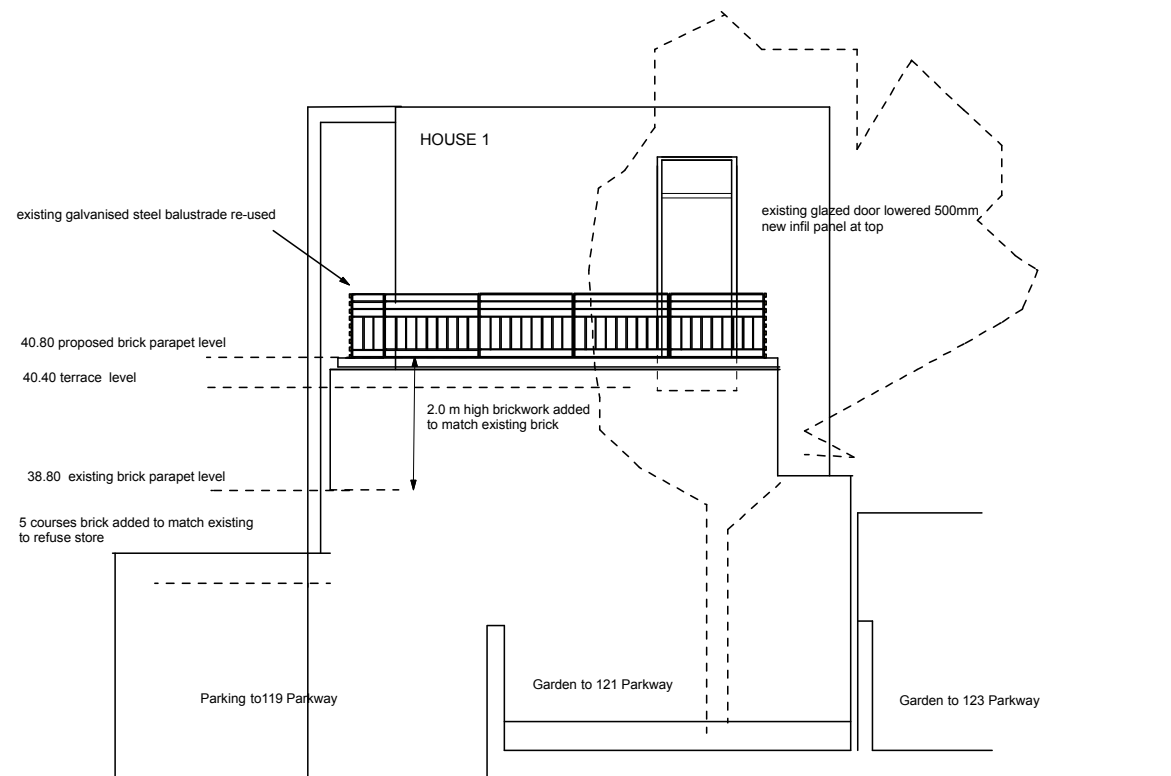 HOUSE 1
existing galvanised steel balustrade re-used
existing glazed door lowered 500mm
new infil panel at top
40.80 proposed brick parapet level
40.40 terrace level
2.0 m high brickwork added
to match existing brick
38.80 existing brick parapet level
5 courses brick added to match existing
to refuse store
Parking to119 Parkway
Garden to 121 Parkway
Garden to 123 Parkway